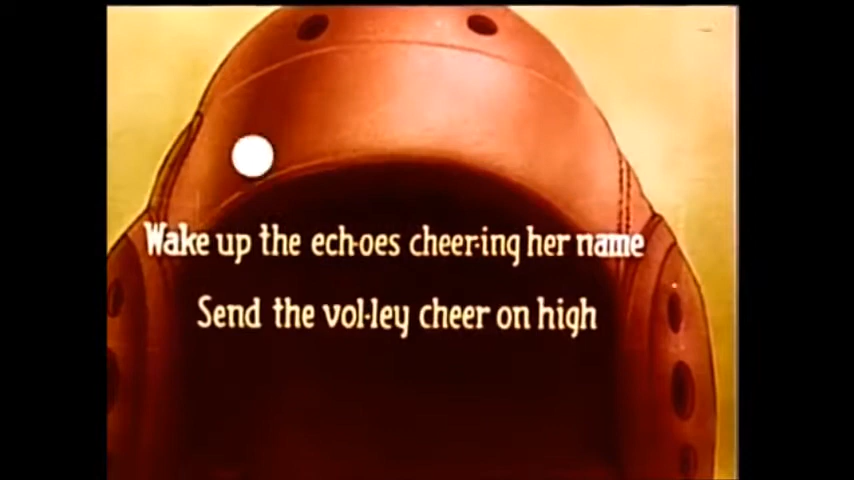 Wake up the ech-oes cheer-ing her name
Send the vol-ley cheer on high